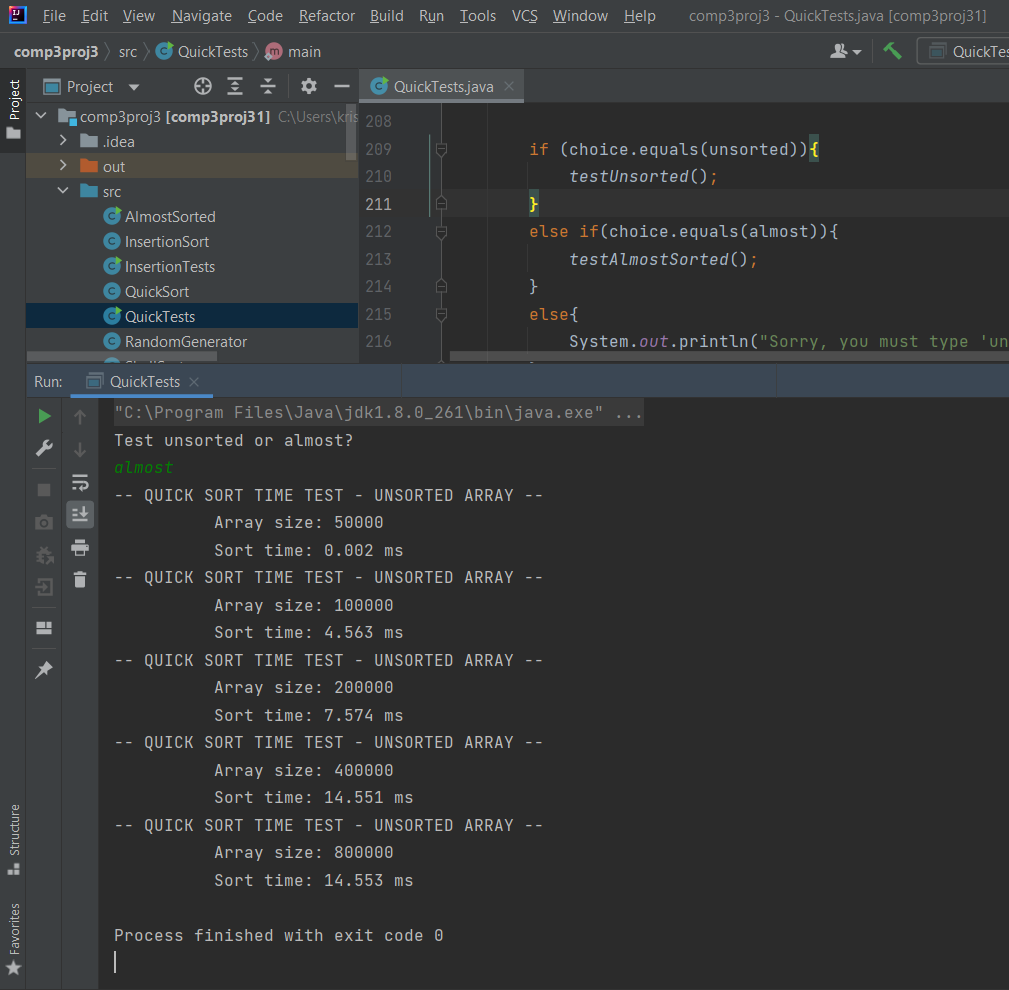 File Edit View Navigate Code Refactor Build Run Tools VCS Window Help comp3proj3 - QuickTests.java [comp3proj31]
comp3proj3 src QuickTests main QuickTes
Project
Project
QuickTests.java
comp3proj3 [comp3proj31] C:\Users\kris
.idea
out
src
AlmostSorted
InsertionSort
InsertionTests
QuickSort
QuickTests
RandomGenerator
208
209 if (choice.equals(unsorted)){
210 testUnsorted();
211 }
212 else if(choice.equals(almost)){
213 testAlmostSorted();
214 }
215 else{
216 System.out.println("Sorry, you must type 'un
Run: QuickTests
"C:\Program Files\Java\jdk1.8.0_261\bin\java.exe" ...
Test unsorted or almost?
almost
-- QUICK SORT TIME TEST - UNSORTED ARRAY --
Array size: 50000
Sort time: 0.002 ms
-- QUICK SORT TIME TEST - UNSORTED ARRAY --
Array size: 100000
Sort time: 4.563 ms
-- QUICK SORT TIME TEST - UNSORTED ARRAY --
Array size: 200000
Sort time: 7.574 ms
-- QUICK SORT TIME TEST - UNSORTED ARRAY --
Array size: 400000
Sort time: 14.551 ms
-- QUICK SORT TIME TEST - UNSORTED ARRAY --
Array size: 800000
Sort time: 14.553 ms
Process finished with exit code 0
Structure
Favorites